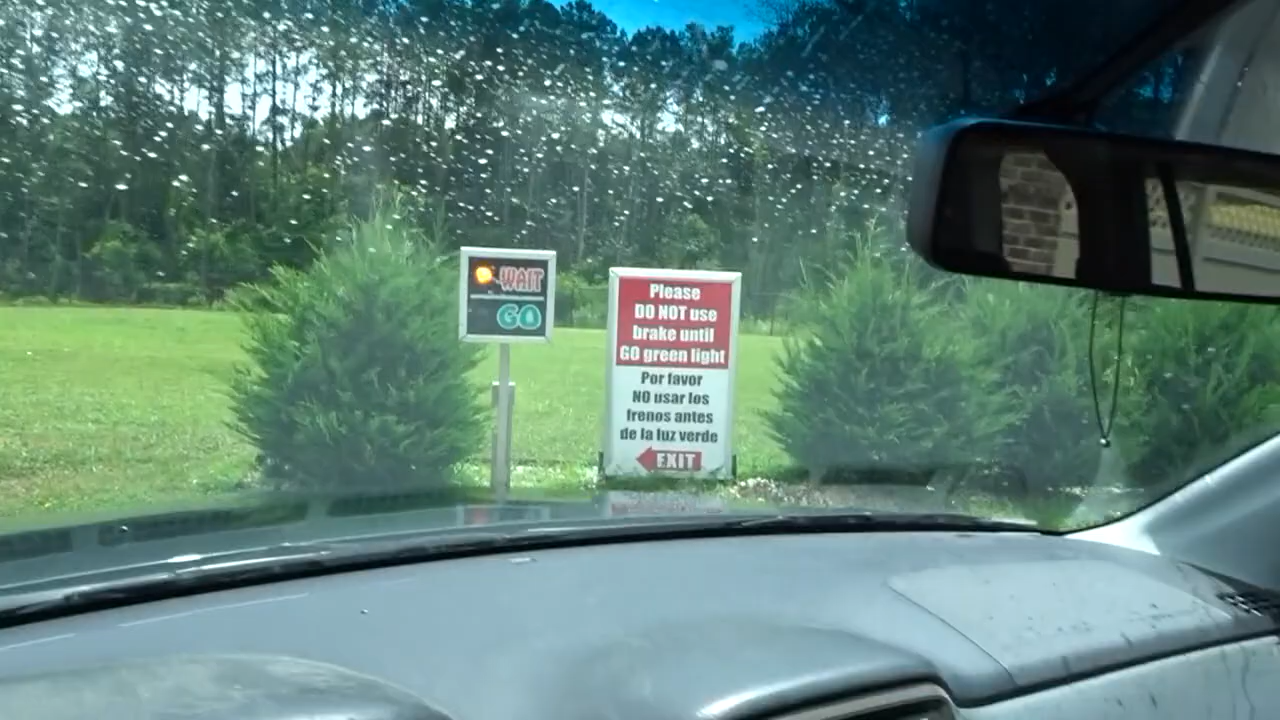 WAIT
GO
Please
DO NOT use
brake until
GO green light
Por favor
NO usar los
frenos antes
de la luz verde
EXIT